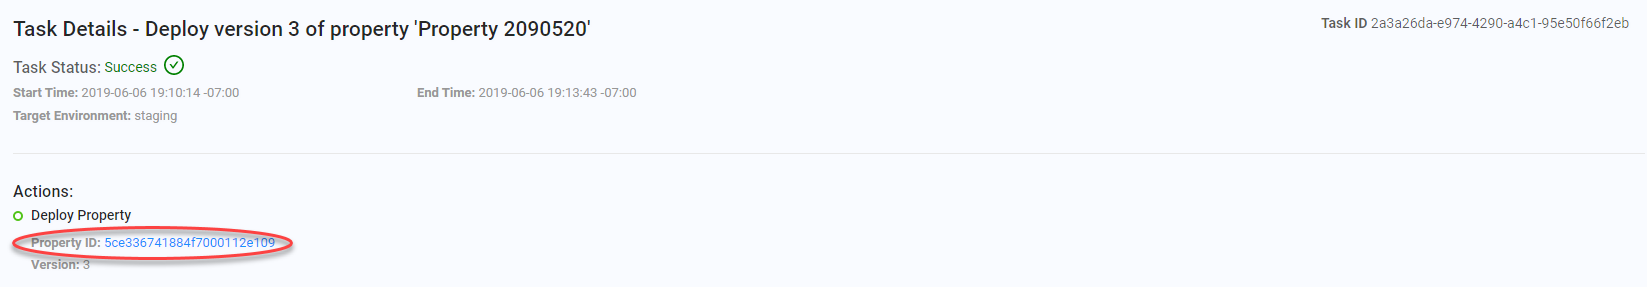 Task Details - Deploy version 3 of property 'Property 2090520'
Task ID 2a3a26da-e974-4290-a4c1-95e50f66f2eb
Task Status: Success
Start Time: 2019-06-06 19:10:14 -07:00 End Time: 2019-06-06 19:13:43 -07:00
Target Environment: staging
Actions:
Deploy Property
Property ID: 5ce336741884f7000112e109
Version: 3